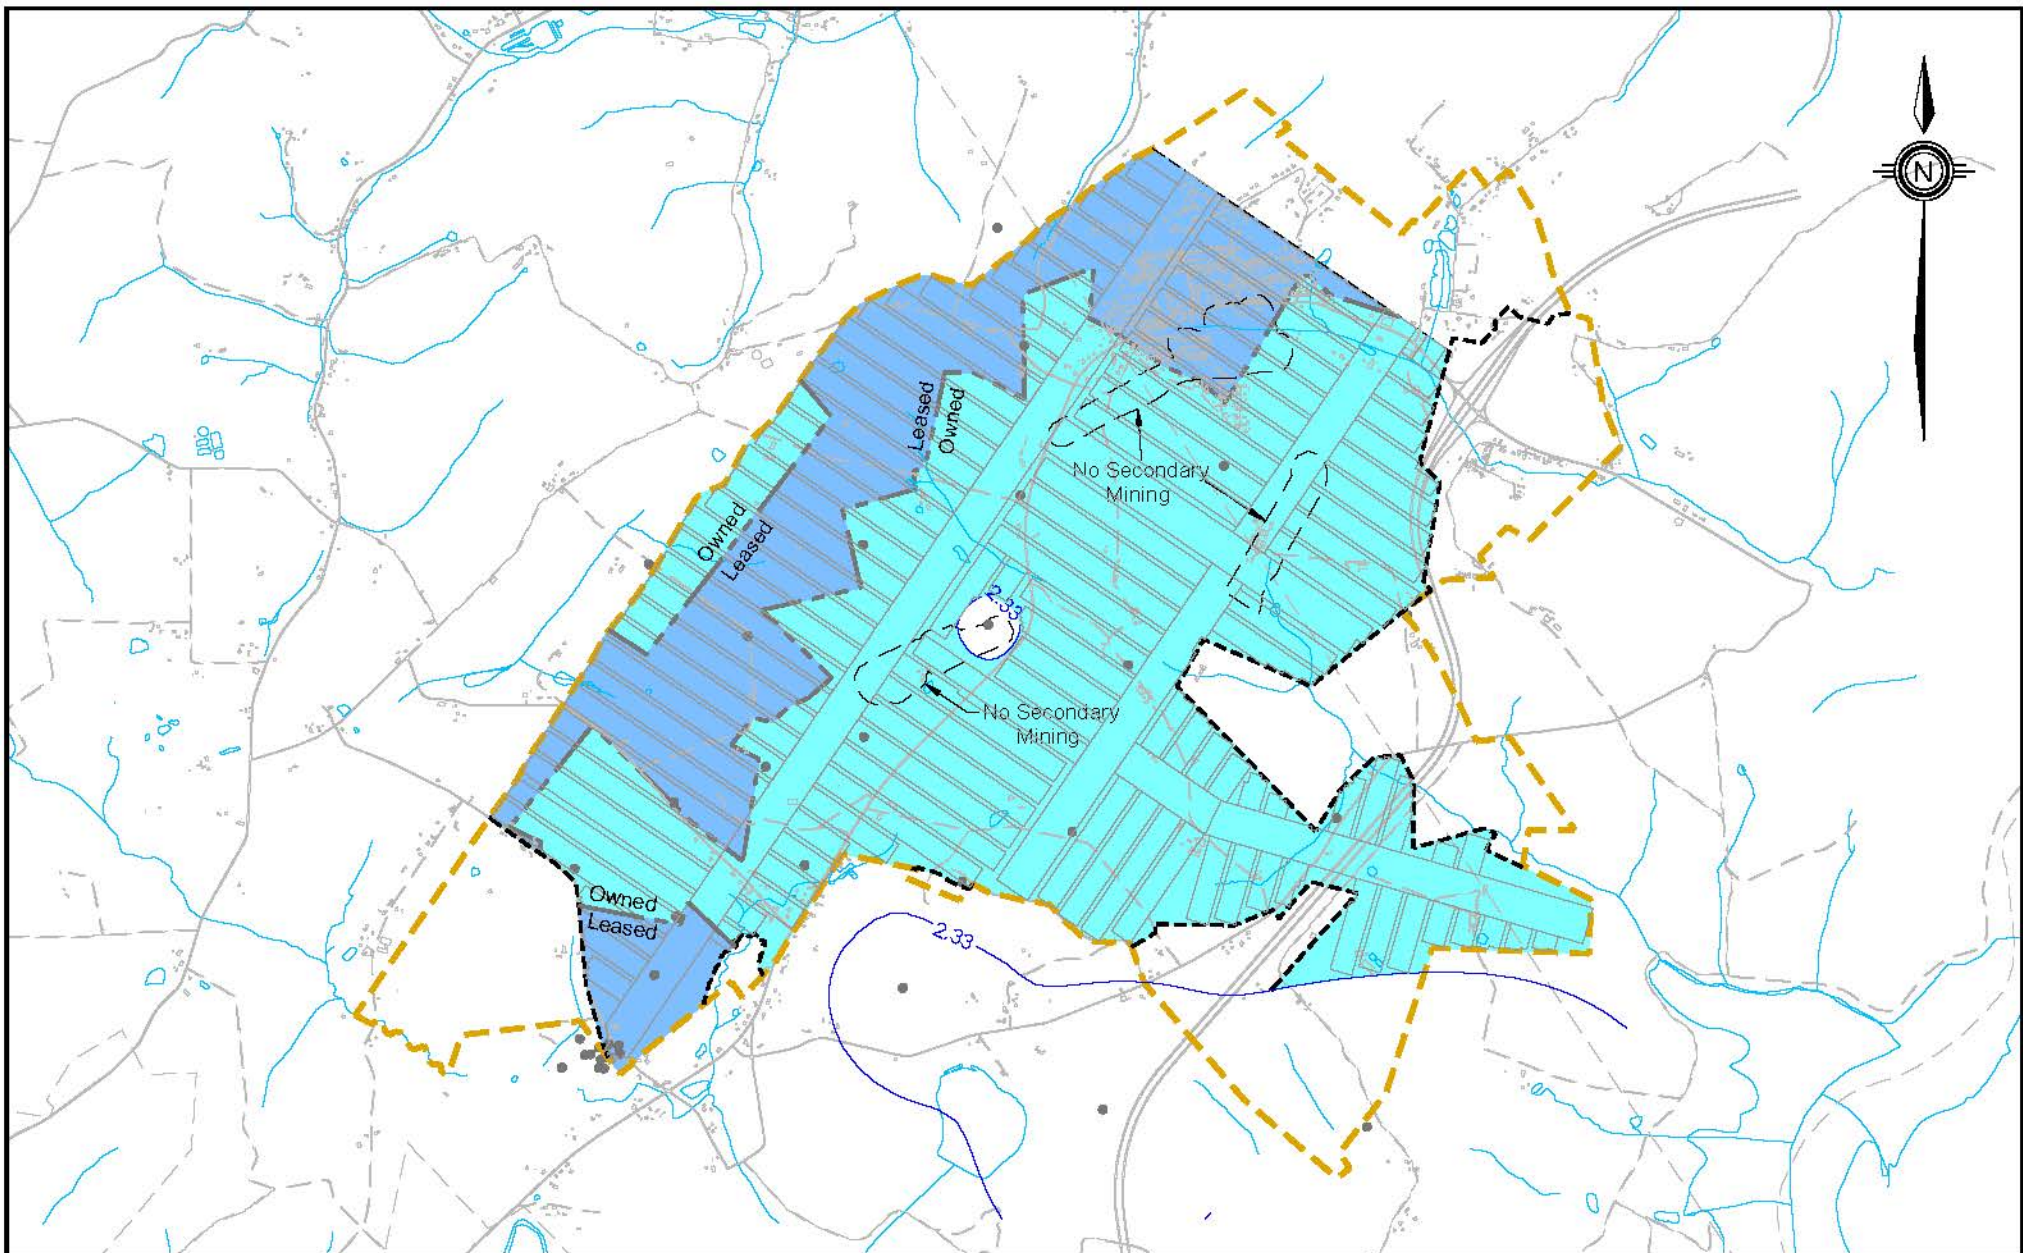 N
Leased
Owned
No Secondary
Mining
Owned
Leased
2.33
No Secondary
Mining
Owned
Leased
2.33